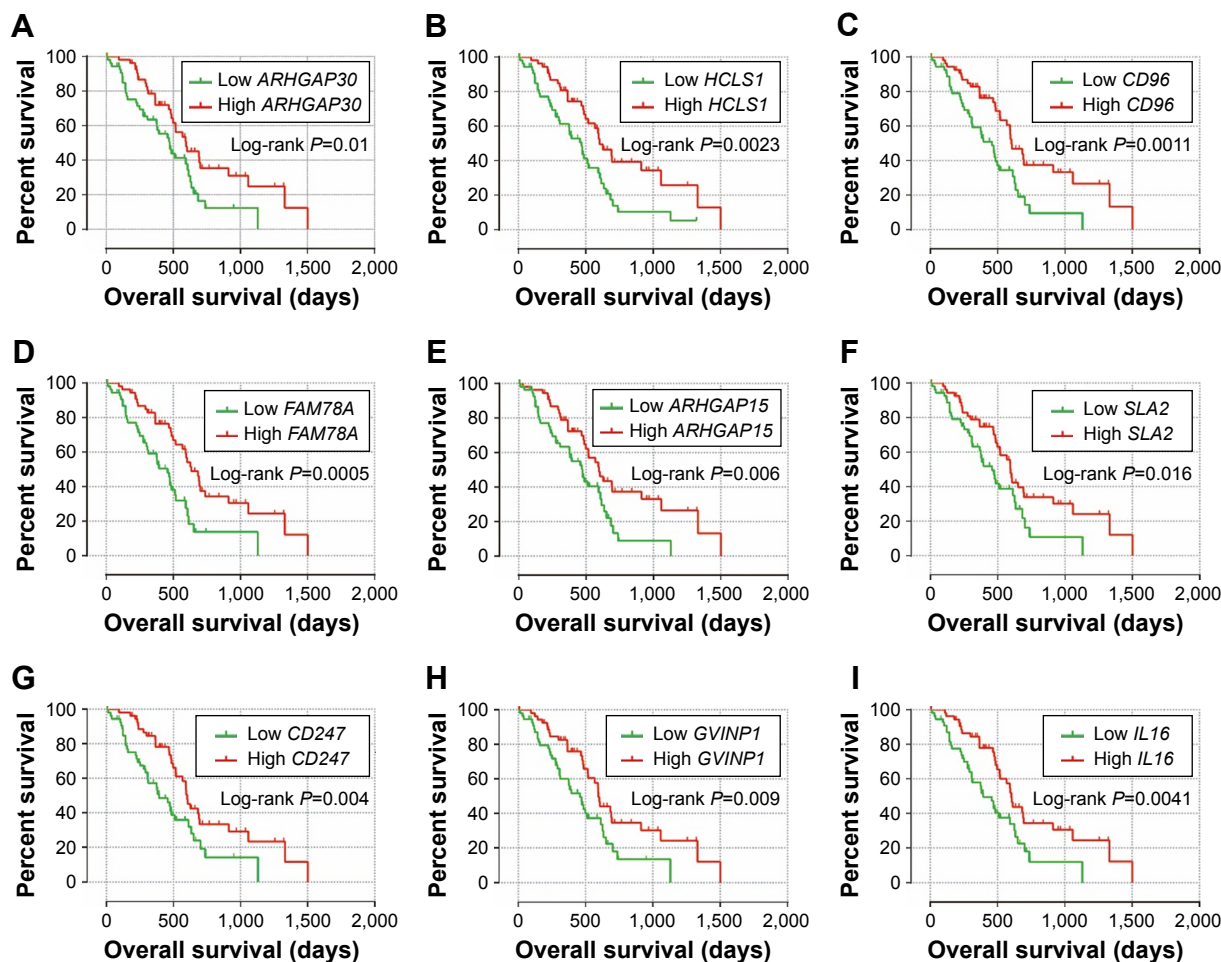 A
Percent survival
100
80
60
40
20
0
Low ARHGAP30
High ARHGAP30
Log-rank P=0.01
0 500 1,000 1,500 2,000
Overall survival (days)
B
Percent survival
100
80
60
40
20
0
Low HCLS1
High HCLS1
Log-rank P=0.0023
0 500 1,000 1,500 2,000
Overall survival (days)
C
Percent survival
100
80
60
40
20
0
Low CD96
High CD96
Log-rank P=0.0011
0 500 1,000 1,500 2,000
Overall survival (days)
D
Percent survival
100
80
60
40
20
0
Low FAM78A
High FAM78A
Log-rank P=0.0005
0 500 1,000 1,500 2,000
Overall survival (days)
E
Percent survival
100
80
60
40
20
0
Low ARHGAP15
High ARHGAP15
Log-rank P=0.006
0 500 1,000 1,500 2,000
Overall survival (days)
F
Percent survival
100
80
60
40
20
0
Low SLA2
High SLA2
Log-rank P=0.016
0 500 1,000 1,500 2,000
Overall survival (days)
G
Percent survival
100
80
60
40
20
0
Low CD247
High CD247
Log-rank P=0.004
0 500 1,000 1,500 2,000
Overall survival (days)
H
Percent survival
100
80
60
40
20
0
Low GVINP1
High GVINP1
Log-rank P=0.009
0 500 1,000 1,500 2,000
Overall survival (days)
I
Percent survival
100
80
60
40
20
0
Low IL16
High IL16
Log-rank P=0.0041
0 500 1,000 1,500 2,000
Overall survival (days)